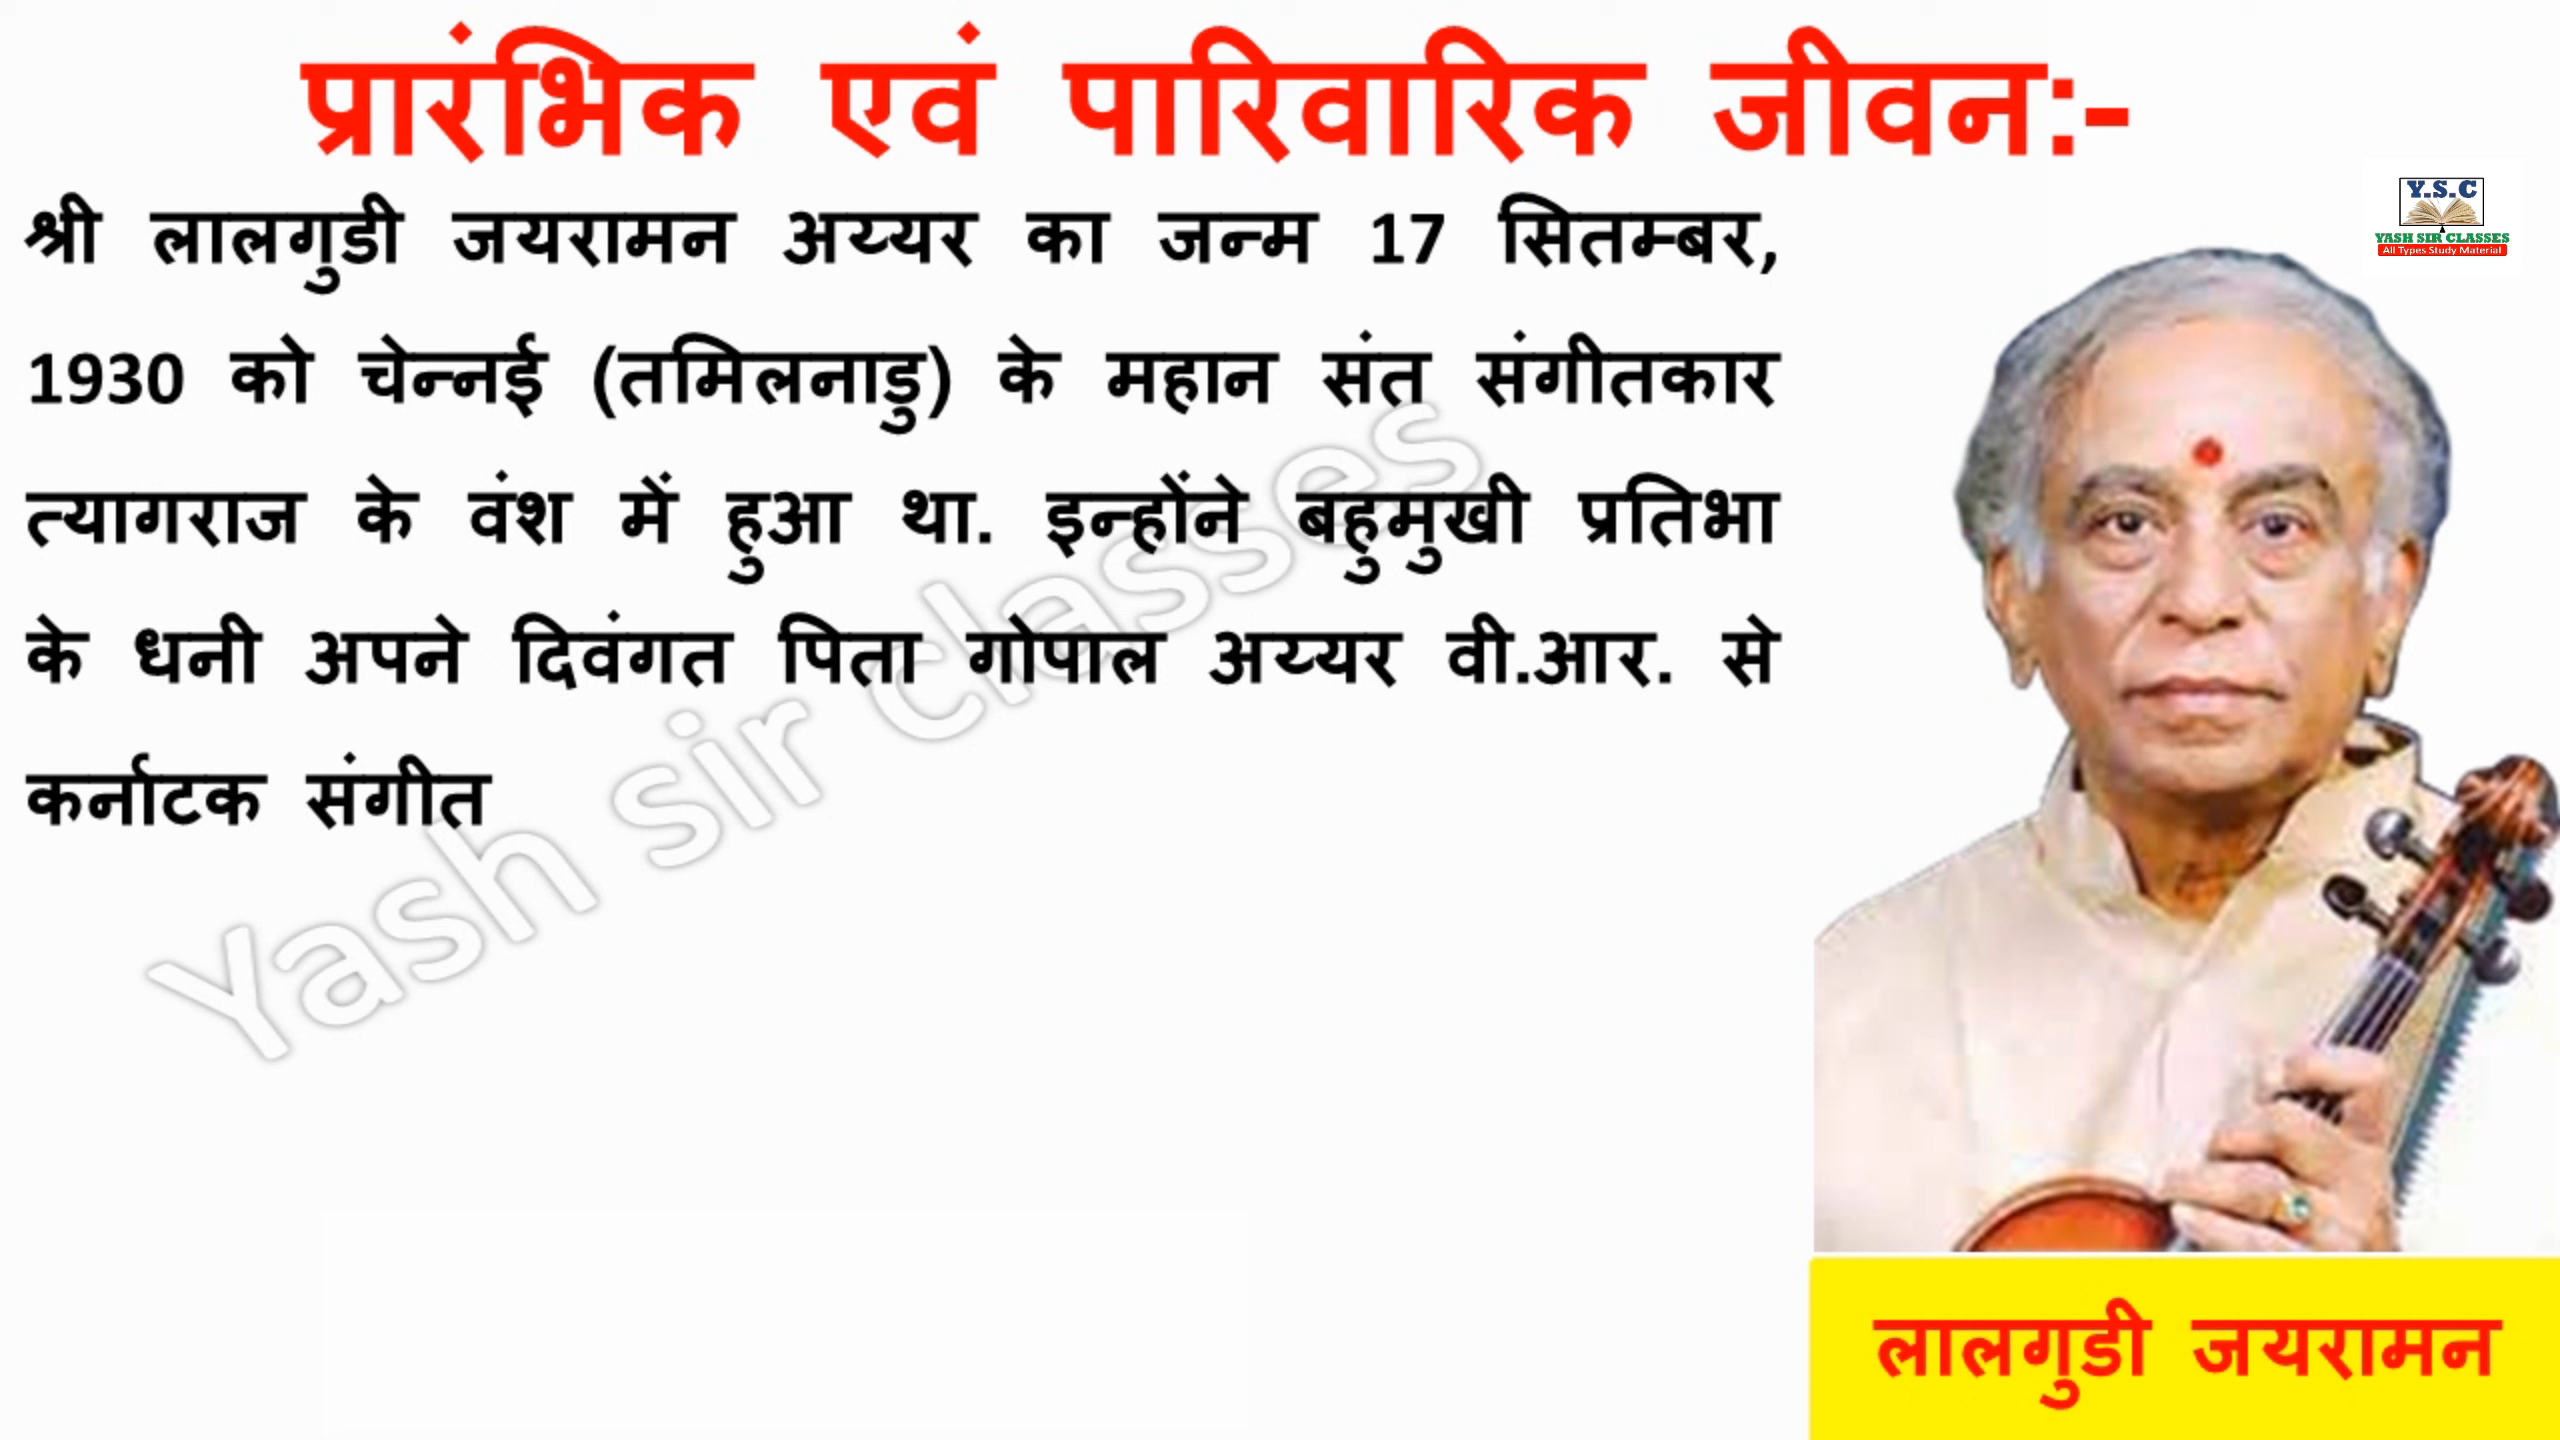 प्रारंभिक एवं पारिवारिक जीवन:-
Y.S.C
YASH SIR CLASSES
All Types Study Material
श्री लालगुडी जयरामन अय्यर का जन्म 17 सितम्बर,
1930 को चेन्नई (तमिलनाडु) के महान संत संगीतकार
त्यागराज के वंश में हुआ था. इन्होंने बहुमुखी प्रतिभा
के धनी अपने दिवंगत पिता गोपाल अय्यर वी.आर. से
कर्नाटक संगीत
Yash sir classes
लालगुडी जयरामन